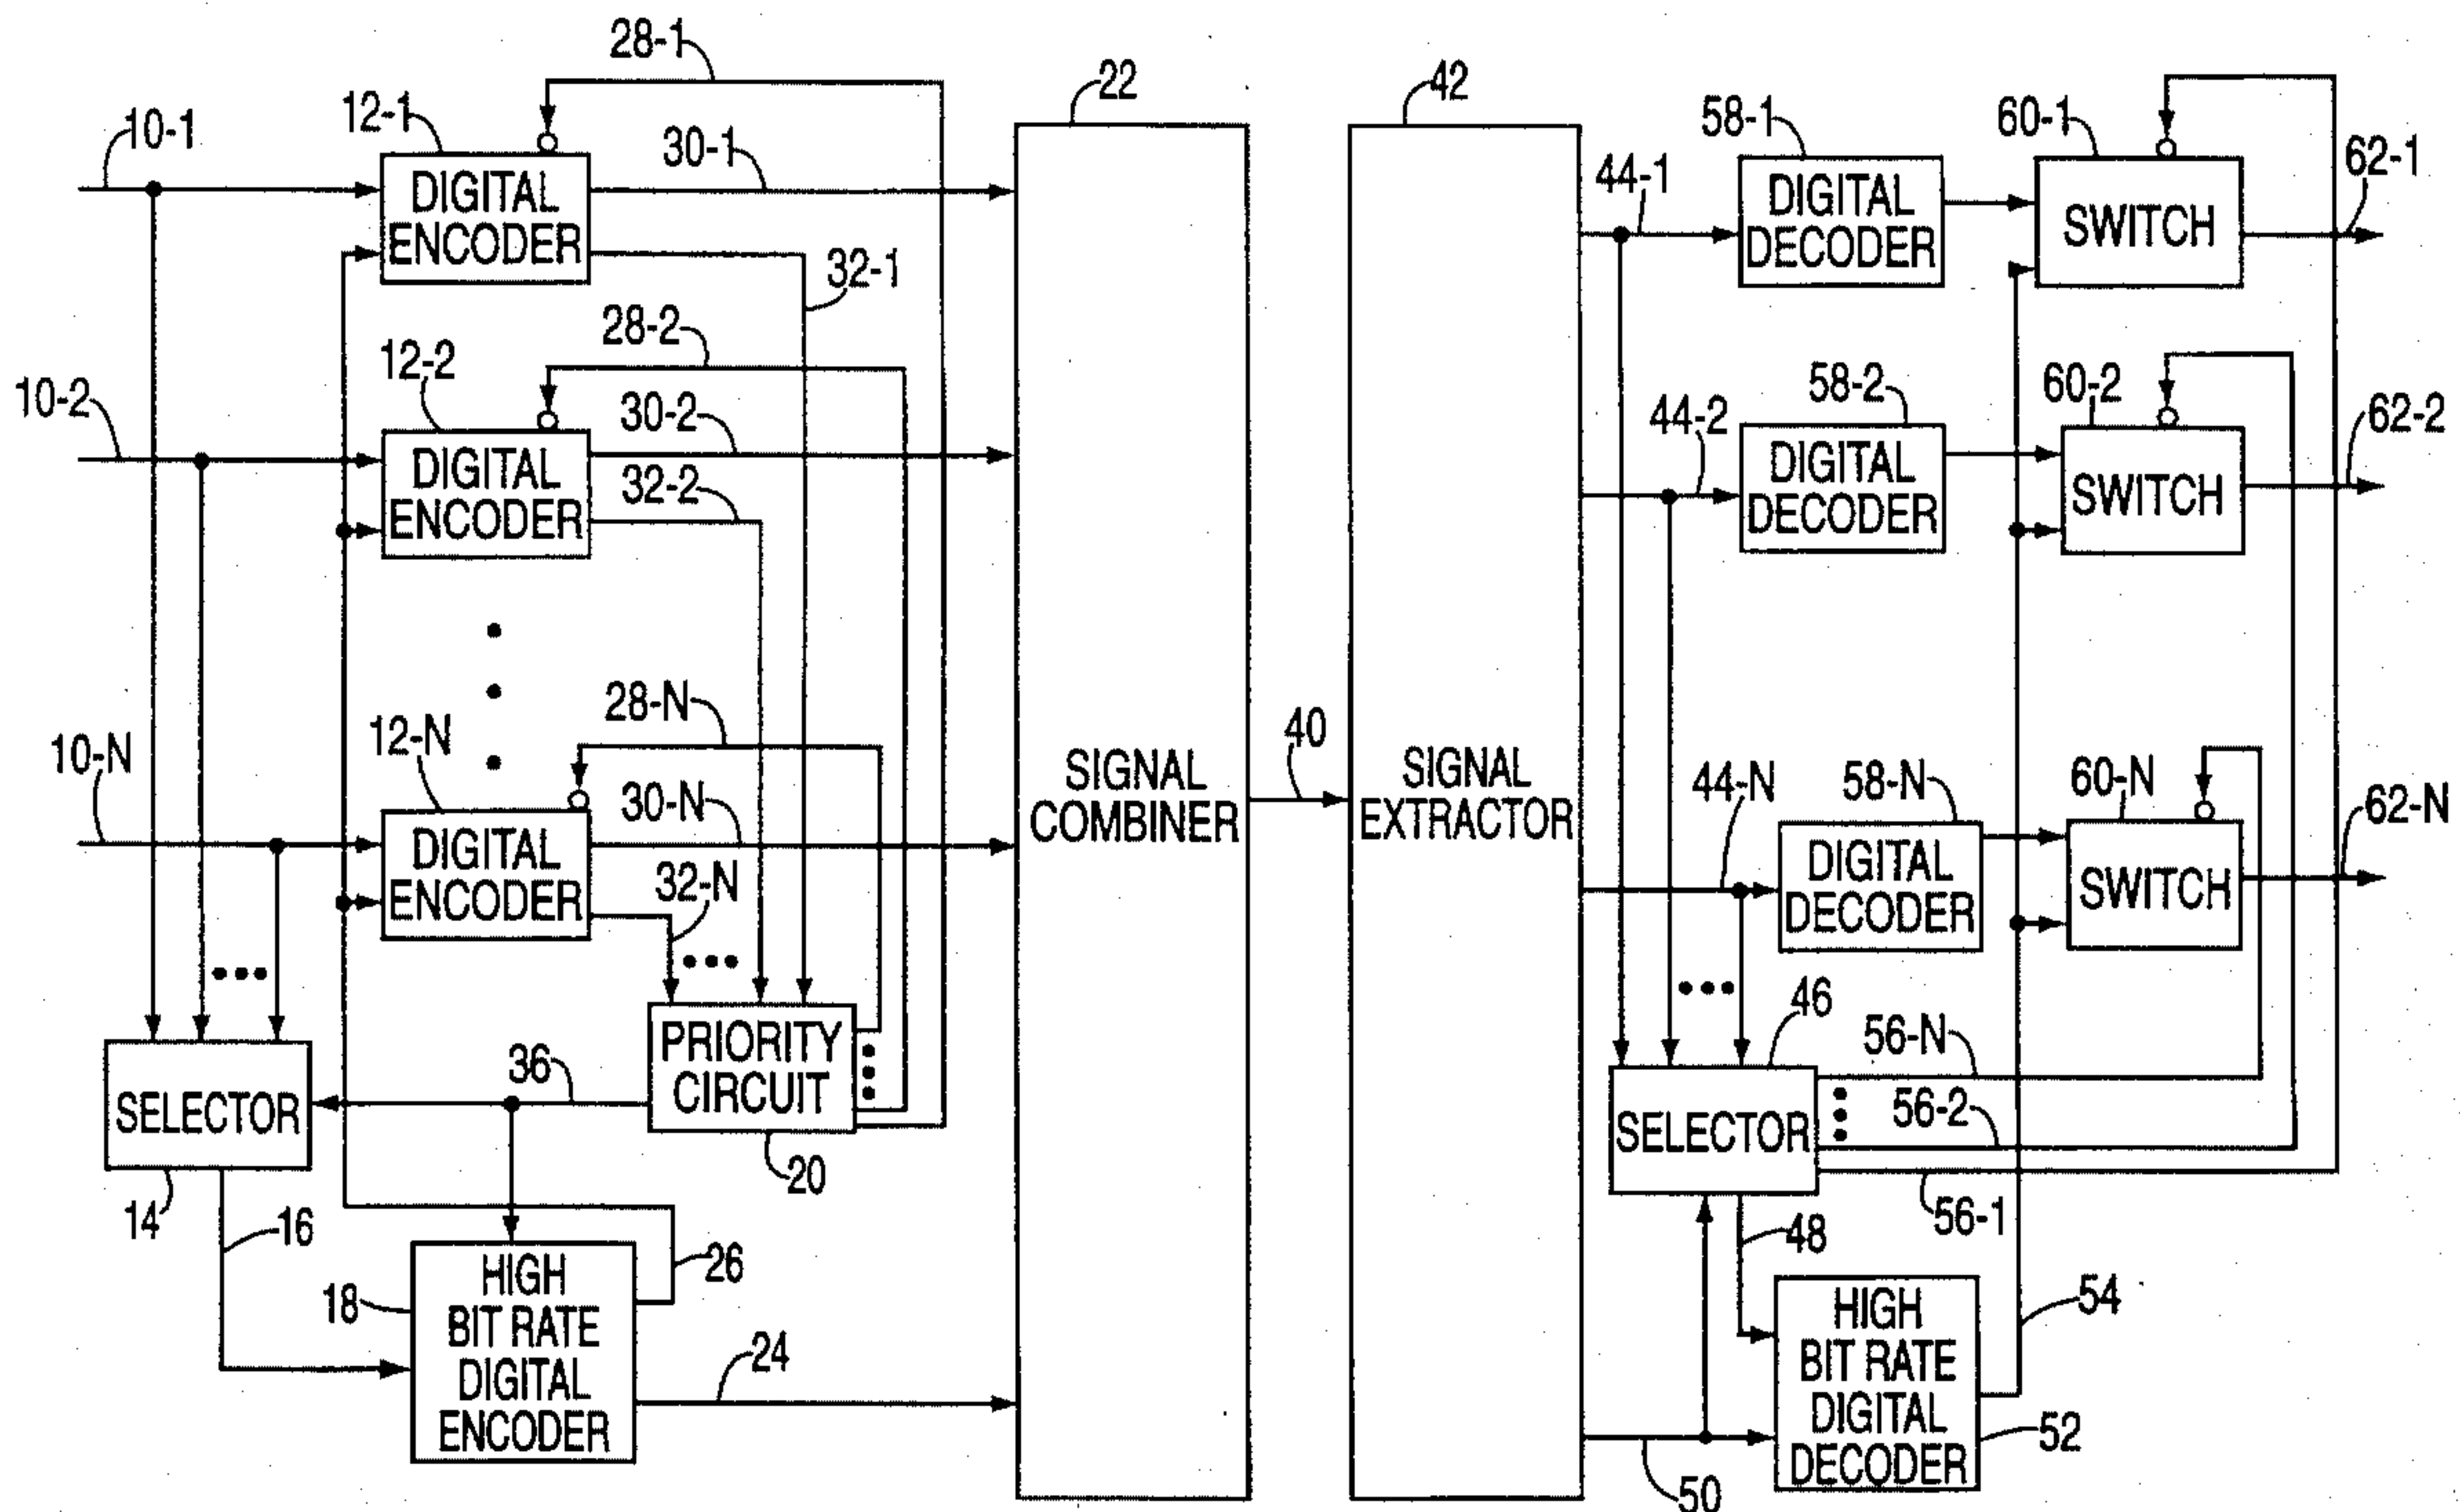 28-1
10-1
12-1
30-1
22
42
58-1
60-1
62-1
44-1
DIGITAL
ENCODER
DIGITAL
DECODER
SWITCH
32-1
28-2
10-2
12-2
30-2
32-2
44-2
58-2
60-2
62-2
DIGITAL
ENCODER
DIGITAL
DECODER
SWITCH
28-N
10-N
12-N
30-N
32-N
40
44-N
58-N
60-N
62-N
DIGITAL
ENCODER
SIGNAL
COMBINER
SIGNAL
EXTRACTOR
DIGITAL
DECODER
SWITCH
SELECTOR
14
16
36
PRIORITY
CIRCUIT
20
46
SELECTOR
56-N
56-2
56-1
48
18
HIGH
BIT RATE
DIGITAL
ENCODER
26
24
HIGH
BIT RATE
DIGITAL
DECODER
54
52
50